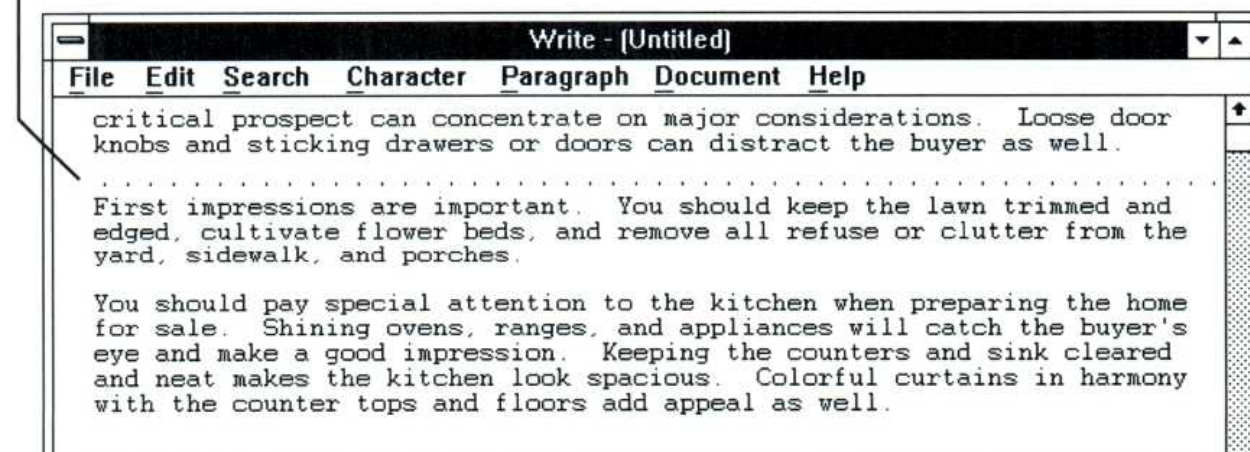 Write - (Untitled)
File Edit Search Character Paragraph Document Help
critical prospect can concentrate on major considerations.  Loose door
knobs and sticking drawers or doors can distract the buyer as well.
First impressions are important.  You should keep the lawn trimmed and
edged, cultivate flower beds, and remove all refuse or clutter from the
yard, sidewalk, and porches.
You should pay special attention to the kitchen when preparing the home
for sale.  Shining ovens, ranges, and appliances will catch the buyer's
eye and make a good impression.  Keeping the counters and sink cleared
and neat makes the kitchen look spacious.  Colorful curtains in harmony
with the counter tops and floors add appeal as well.